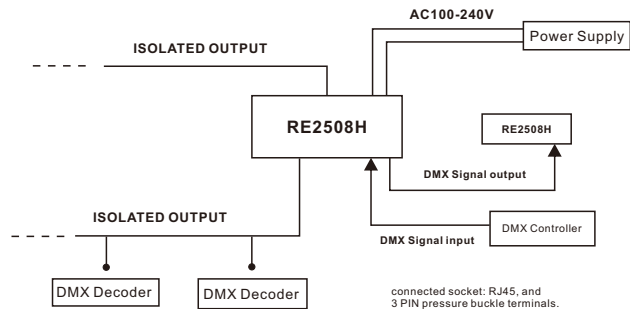 AC100-240V
ISOLATED OUTPUT
Power Supply
RE2508H
RE2508H
DMX Signal output
ISOLATED OUTPUT
DMX Controller
DMX Signal input
DMX Decoder
DMX Decoder
connected socket: RJ45, and
3 PIN pressure buckle terminals.